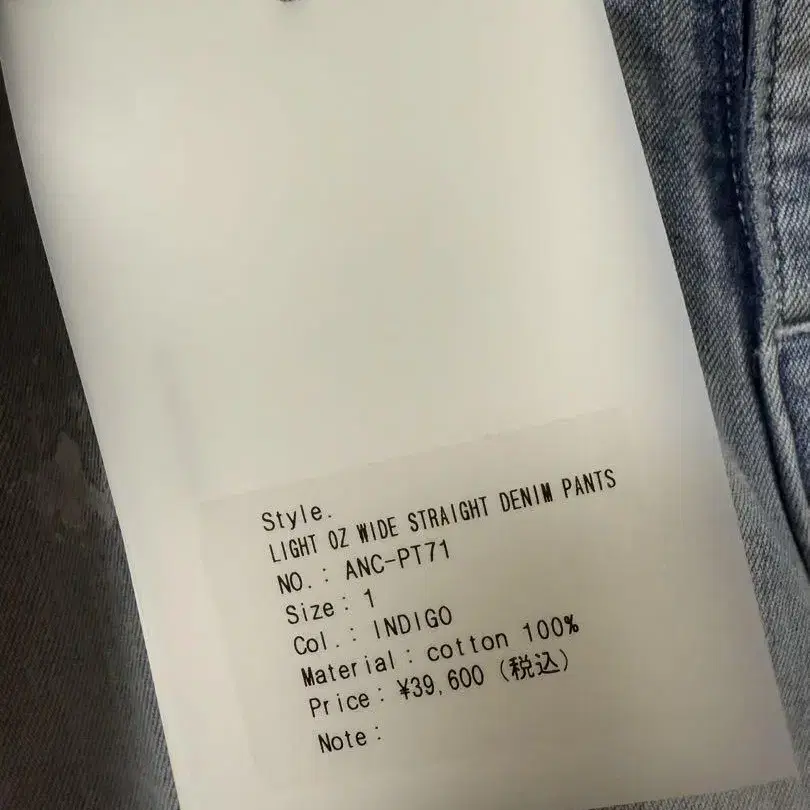 Style.
LIGHT OZ WIDE STRAIGHT DENIM PANTS
NO.: ANC-PT71
Size: 1
Col.: INDIGO
Material: cotton 100%
Price: ¥39,600 (税込)
Note: